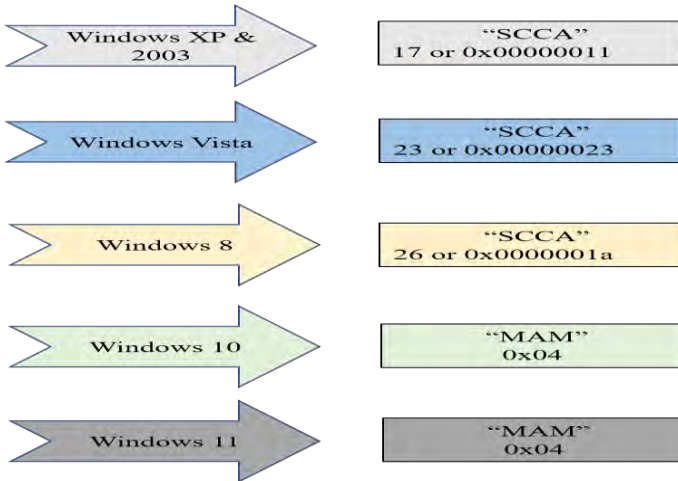 Windows XP &
2003
“SCCA”
17 or 0x00000011
Windows Vista
“SCCA”
23 or 0x00000023
Windows 8
“SCCA”
26 or 0x0000001a
Windows 10
“MAM”
0x04
Windows 11
“MAM”
0x04